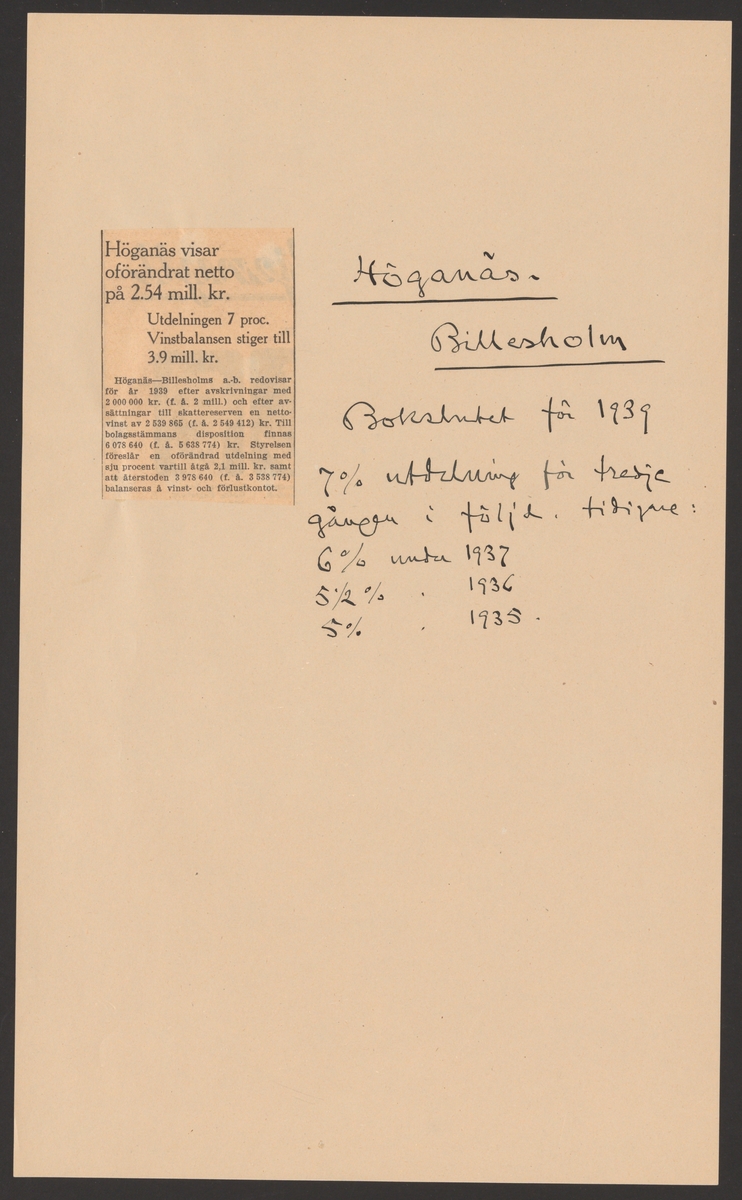 Höganäs visar
oförändrat netto
på 2.54 mill. kr.
Utdelningen 7 proc.
Vinstbalansen stiger till
3.9 mill. kr.
Höganäs—Billesholms a.-b. redovisar
för år 1939 efter avskrivningar med
2 000 000 kr. (f. å. 2 mill.) och efter av-
sättningar till skattereserven en netto-
vinst av 2 539 865 (f. å. 2 549 412) kr. Till
bolagsstämmans disposition finnas
6 078 640 (f. å. 5 638 774) kr. Styrelsen
föreslår en oförändrad utdelning med
sju procent vartill åtgå 2,1 mill. kr. samt
att återstoden 3 978 640 (f. å. 3 538 774)
balanseras å vinst- och förlustkontot.
Höganäs.
Billesholm
Bokslutet för 1939
7% utdelning för tredje
gången i följd. tidigare:
6% under 1937
5 1/2 % . 1936
5% . 1935.